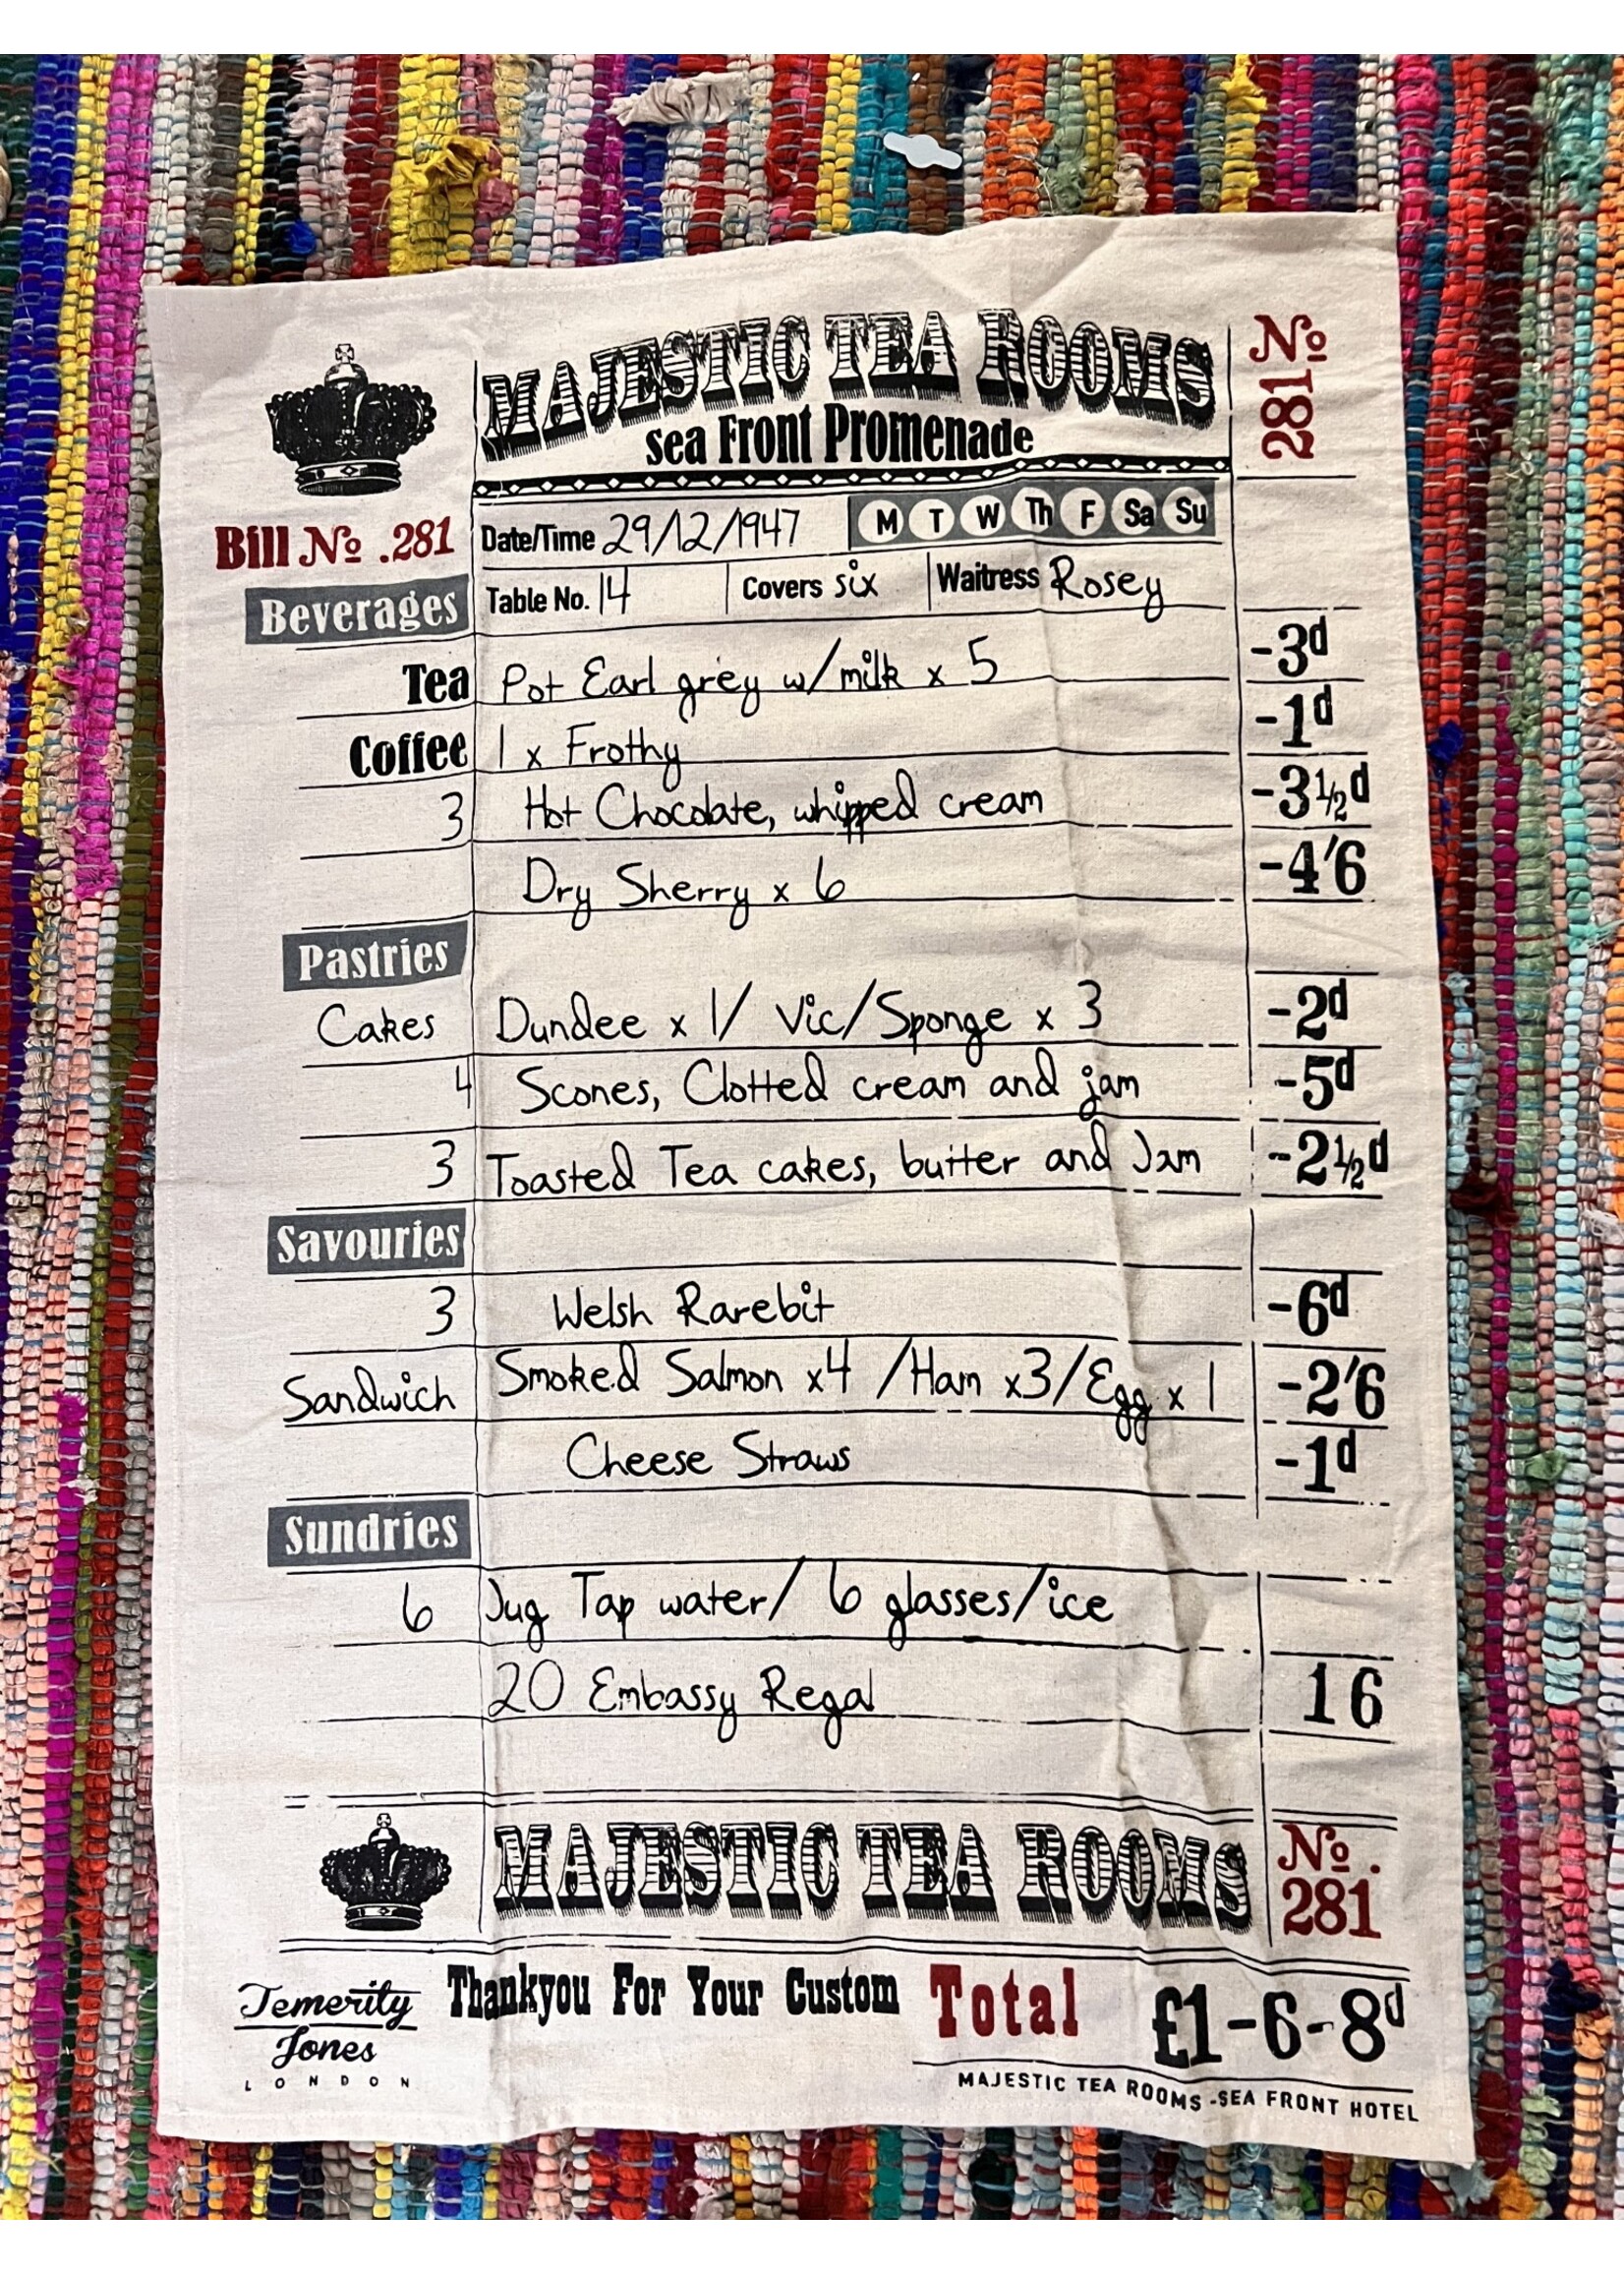 MAJESTIC TEA ROOMS
Sea Front Promenade
No 281
Bill No .281
Date/Time 29/12/1947 M T W Th F Sa Su
Table No. 14 Covers six Waitress Rosey
Beverages
Tea Pot Earl grey w/milk x 5 -3d
Coffee 1 x Frothy -1d
3 Hot Chocolate, whipped cream -3½d
Dry Sherry x 6 -4'6
Pastries
Cakes Dundee x 1/ Vic/Sponge x 3 -2d
4 Scones, Clotted cream and jam -5d
3 Toasted Tea cakes, butter and Jam -2½d
Savouries
3 Welsh Rarebit -6d
Sandwich Smoked Salmon x4 /Ham x3/Egg x 1 -2'6
Cheese Straws -1d
Sundries
6 Jug Tap water/ 6 glasses/ice
20 Embassy Regal 16
MAJESTIC TEA ROOMS No. 281
Temerity Jones LONDON
Thankyou For Your Custom Total £1-6-8d
MAJESTIC TEA ROOMS -SEA FRONT HOTEL